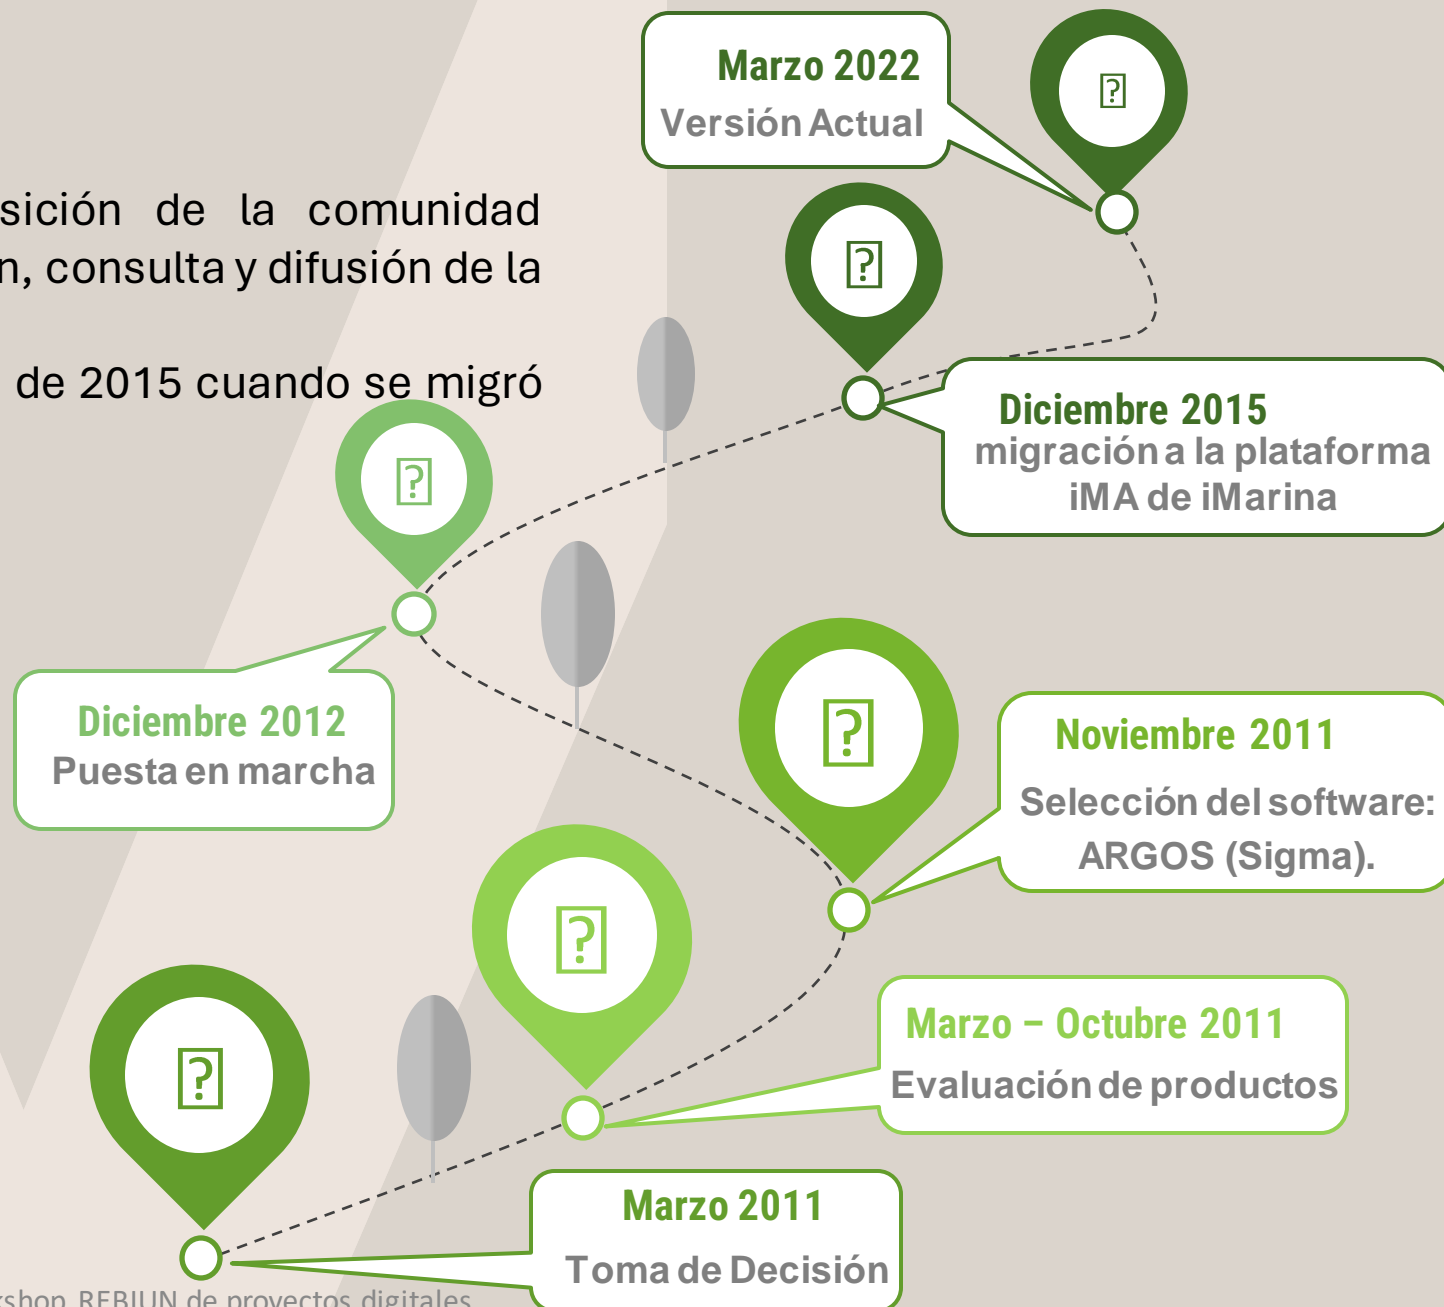 Marzo 2022
Versión Actual
sición de la comunidad
n, consulta y difusión de la
de 2015 cuando se migró
Diciembre 2015
migración a la plataforma
iMA de iMarina
Diciembre 2012
Puesta en marcha
Noviembre 2011
Selección del software:
ARGOS (Sigma).
Marzo – Octubre 2011
Evaluación de productos
Marzo 2011
Toma de Decisión
kshop REBIUN de proyectos digitales